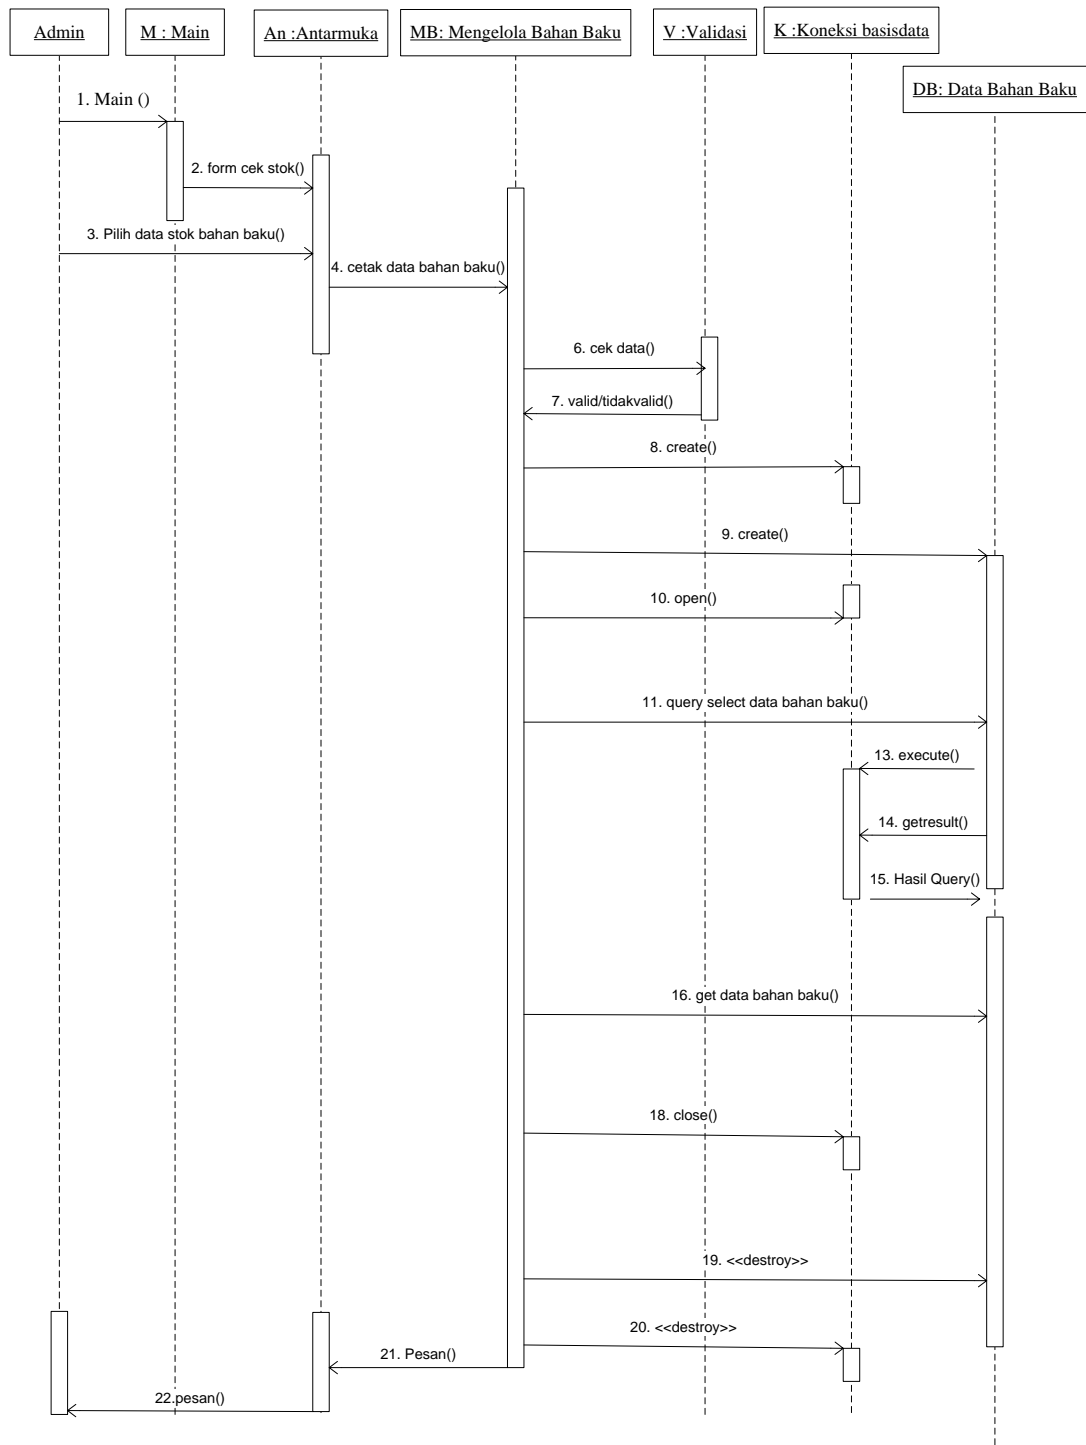 Admin
M : Main
An :Antarmuka
MB: Mengelola Bahan Baku
V :Validasi
K :Koneksi basisdata
DB: Data Bahan Baku
1. Main ()
2. form cek stok()
3. Pilih data stok bahan baku()
4. cetak data bahan baku()
6. cek data()
7. valid/tidakvalid()
8. create()
9. create()
10. open()
11. query select data bahan baku()
13. execute()
14. getresult()
15. Hasil Query()
16. get data bahan baku()
18. close()
19. <<destroy>>
20. <<destroy>>
21. Pesan()
22.pesan()